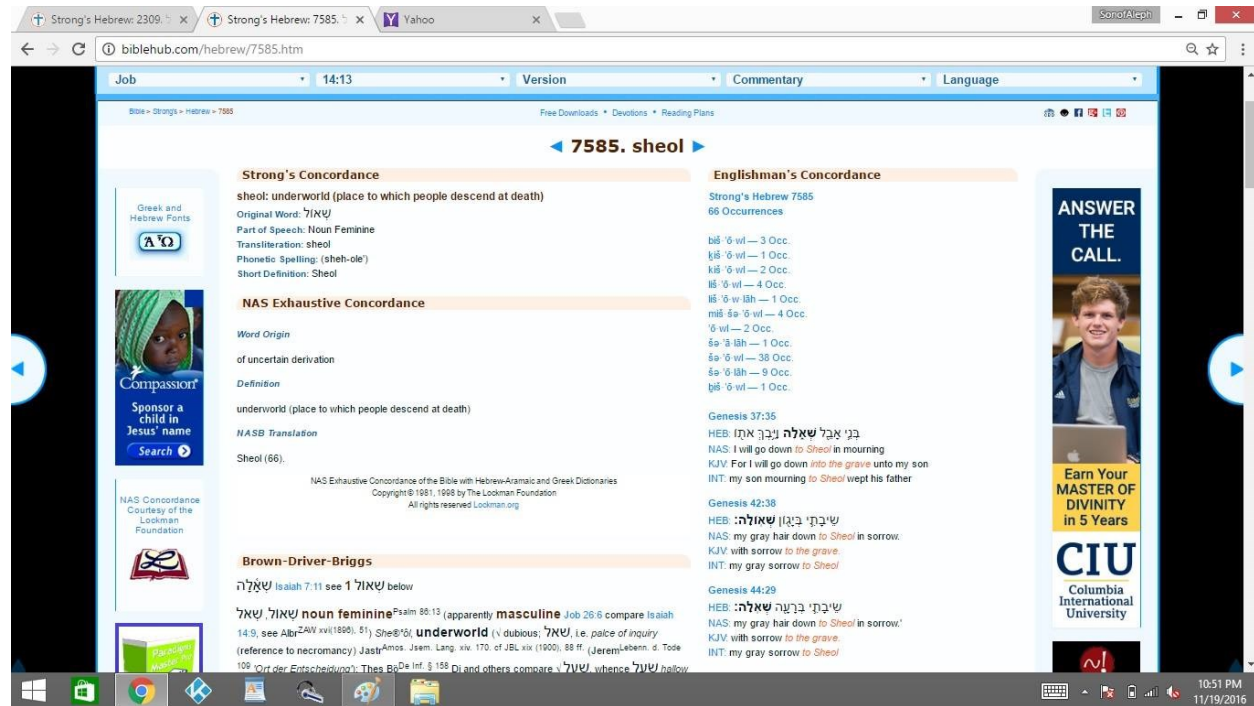 Strong's Hebrew: 2309.
Strong's Hebrew: 7585.
Yahoo
SonofAleph
biblehub.com/hebrew/7585.htm
Job
14:13
Version
Commentary
Language
Bible > Strong's > Hebrew > 7585
Free Downloads • Devotions • Reading Plans
◄ 7585. sheol ►
Greek and
Hebrew Fonts
Α Ω
Compassion
Sponsor a
child in
Jesus' name
Search
NAS Concordance
Courtesy of the
Lockman
Foundation
Strong's Concordance
sheol: underworld (place to which people descend at death)
Original Word: שְׁאוֹל
Part of Speech: Noun Feminine
Transliteration: sheol
Phonetic Spelling: (sheh-ole')
Short Definition: Sheol
NAS Exhaustive Concordance
Word Origin
of uncertain derivation
Definition
underworld (place to which people descend at death)
NASB Translation
Sheol (66).
NAS Exhaustive Concordance of the Bible with Hebrew-Aramaic and Greek Dictionaries
Copyright © 1981, 1998 by The Lockman Foundation
All rights reserved Lockman.org
Brown-Driver-Briggs
שְׁאָ֫לָה Isaiah 7:11 see 1 שאול below
שְׁאוֺל, שְׁאֹל noun feminine Psalm 86:13 (apparently masculine Job 26:6 compare Isaiah
14:9, see Albr ZAW xvi(1896), 51) She®°ôl, underworld (√ dubious; שׁאל, i.e. palce of inquiry
(reference to necromancy) Jastr Amos. Jsem. Lang. xiv. 170. cf JBL xix (1900), 88 ff. (Jerem Lebenn. d. Tode
109 'Ort der Entscheidung'); Thes Bö De Inf. § 158 Di and others compare √ שׁעל, whence שׁעל hallow
Englishman's Concordance
Strong's Hebrew 7585
66 Occurrences
biš·'ō·wl — 3 Occ.
ḵiš·'ō·wl — 1 Occ.
kiš·'ō·wl — 2 Occ.
liš·'ō·wl — 4 Occ.
liš·'ō·w·lāh — 1 Occ.
miš·šə·'ō·wl — 4 Occ.
'ō·wl — 2 Occ.
šə·'ā·lāh — 1 Occ.
šə·'ō·wl — 38 Occ.
šə·'ō·lāh — 9 Occ.
ḇiš·'ō·wl — 1 Occ.
Genesis 37:35
HEB: בְּנִ֛י אָבֵ֖ל שְׁאֹ֑לָה וַיֵּ֥בְךְּ אֹת֖וֹ
NAS: I will go down to Sheol in mourning
KJV: For I will go down into the grave unto my son
INT: my son mourning to Sheol wept his father
Genesis 42:38
HEB: שֵׂיבָתִ֛י בְּיָג֖וֹן שְׁאֽוֹלָה׃
NAS: my gray hair down to Sheol in sorrow.
KJV: with sorrow to the grave.
INT: my gray sorrow to Sheol
Genesis 44:29
HEB: שֵׂיבָתִ֛י בְּרָעָ֖ה שְׁאֹֽלָה׃
NAS: my gray hair down to Sheol in sorrow.'
KJV: with sorrow to the grave.
INT: my gray sorrow to Sheol
ANSWER
THE
CALL.
Earn Your
MASTER OF
DIVINITY
in 5 Years
CIU
Columbia
International
University
10:51 PM
11/19/2016